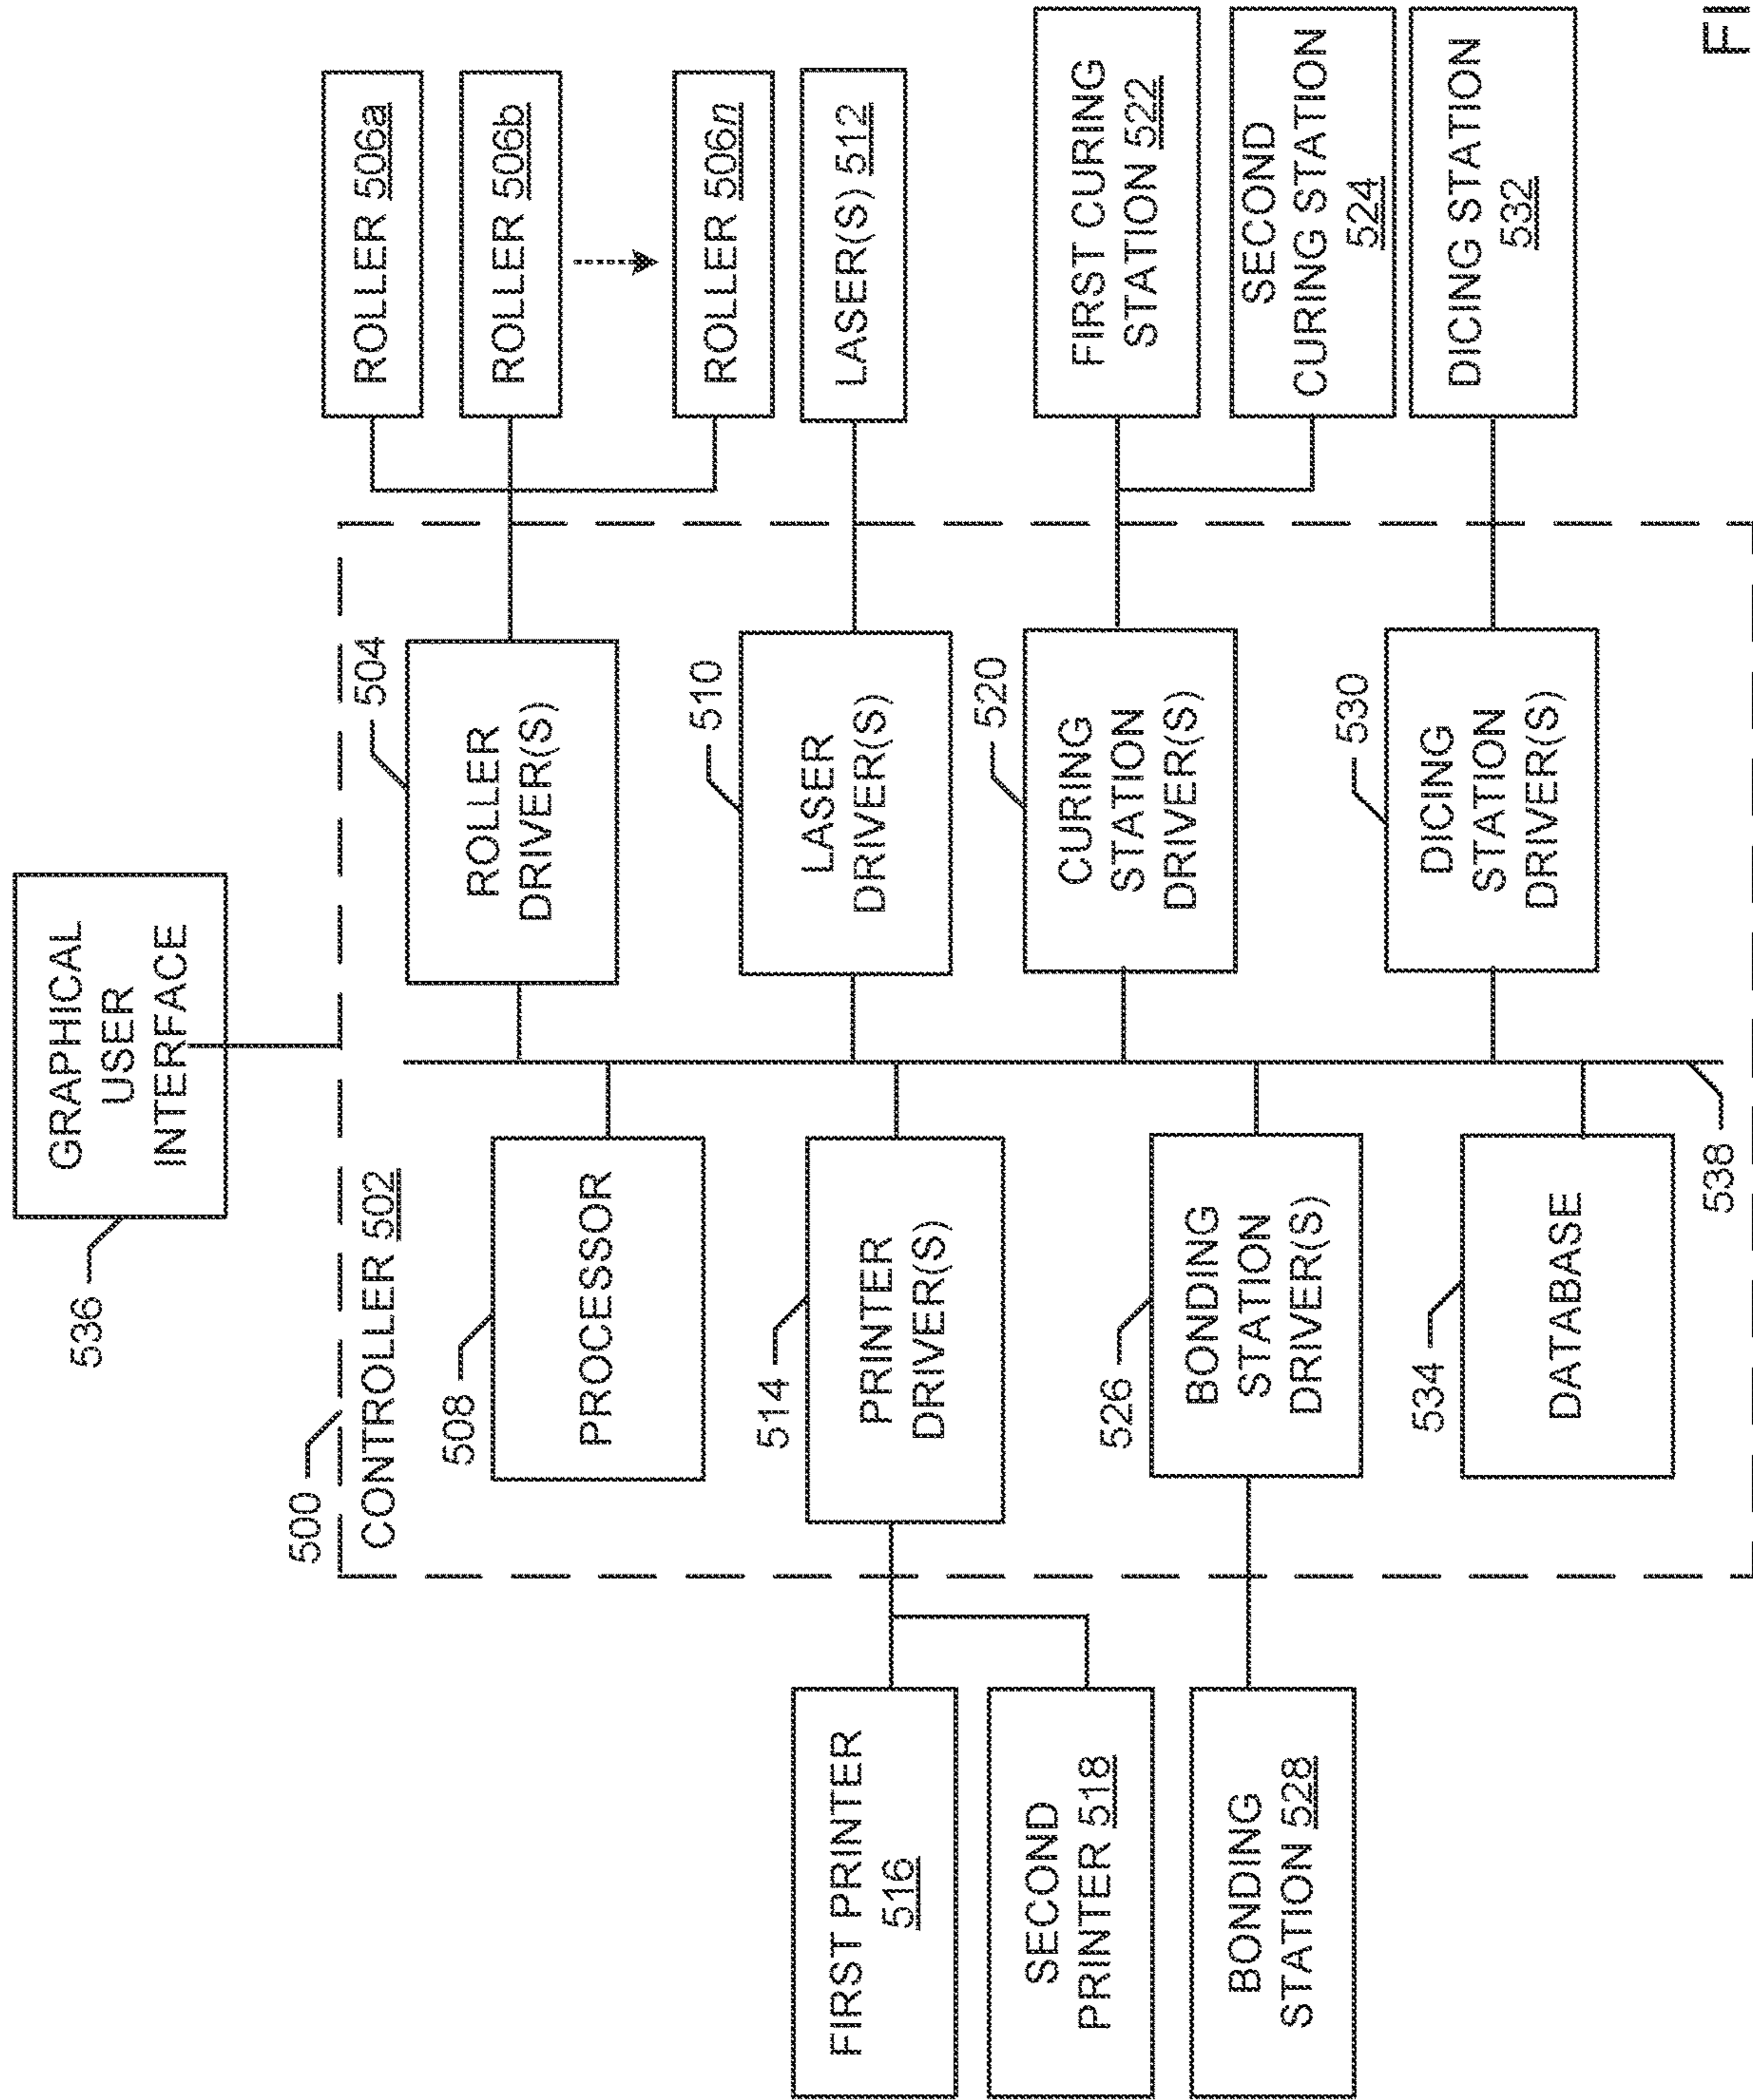 536
GRAPHICAL
USER
INTERFACE
500
CONTROLLER 502
508
PROCESSOR
504
ROLLER
DRIVER(S)
ROLLER 506a
ROLLER 506b
ROLLER 506n
FIRST PRINTER
516
SECOND
PRINTER 518
514
PRINTER
DRIVER(S)
510
LASER
DRIVER(S)
LASER(S) 512
BONDING
STATION 528
526
BONDING
STATION
DRIVER(S)
520
CURING
STATION
DRIVER(S)
FIRST CURING
STATION 522
SECOND
CURING STATION
524
534
DATABASE
530
DICING
STATION
DRIVER(S)
DICING STATION
532
538